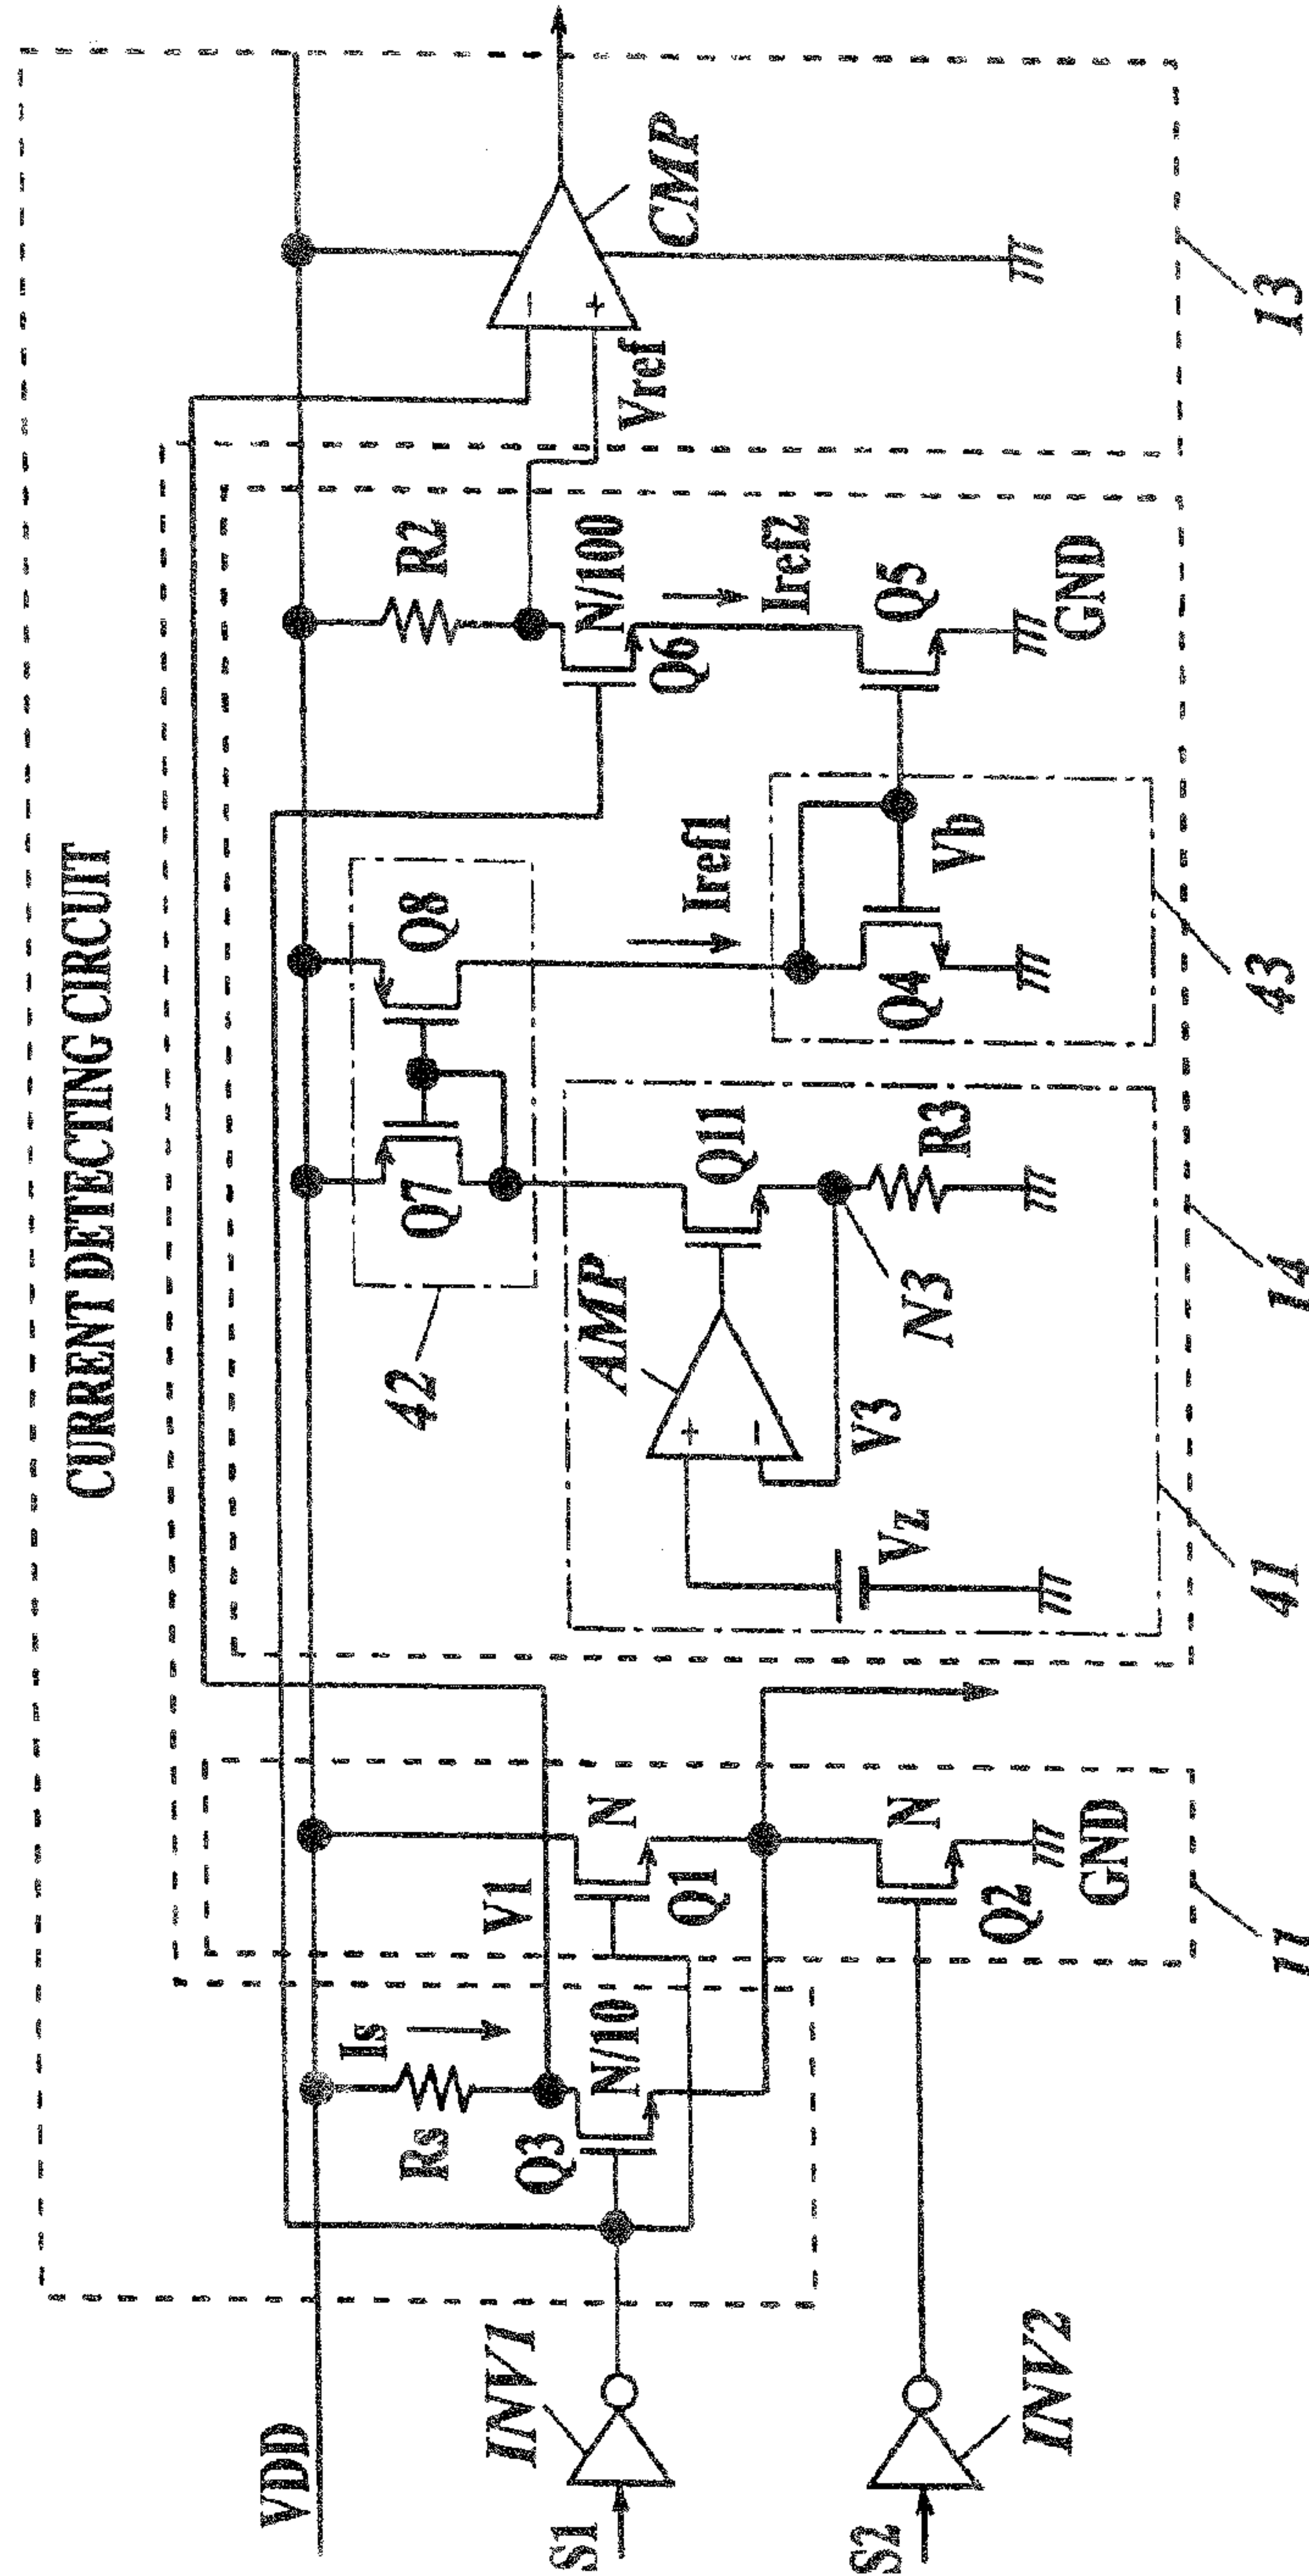 CURRENT DETECTING CIRCUIT
VDD
Is
Rs
V1
Q3
N/10
N
Q1
INV1
S1
N
Q2
GND
INV2
S2
11
42
Q7
Q8
AMP
+
−
Q11
V3
N3
R3
Vz
41
14
Iref1
Q4
Vb
43
R2
N/100
Q6
Iref2
Q5
GND
Vref
−
+
CMP
13